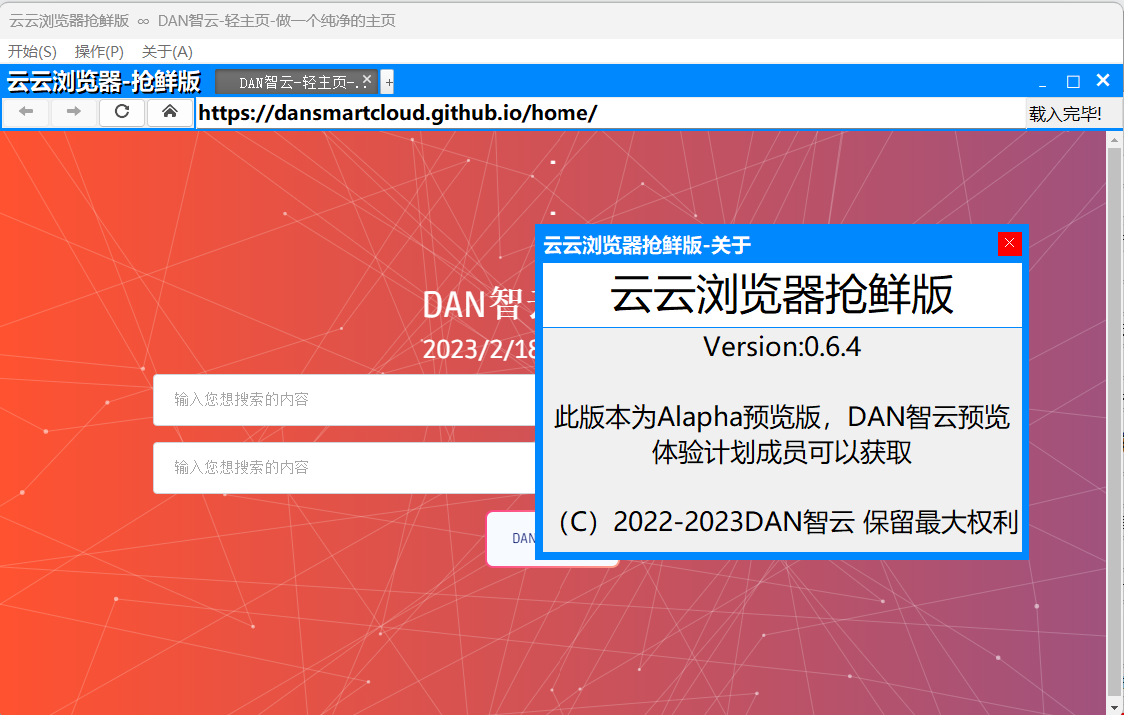 云云浏览器抢鲜版 ∞ DAN智云-轻主页-做一个纯净的主页
开始(S) 操作(P) 关于(A)
云云浏览器-抢鲜版 DAN智云-轻主页-..
https://dansmartcloud.github.io/home/ 载入完毕!
云云浏览器抢鲜版-关于
云云浏览器抢鲜版
Version:0.6.4
此版本为Alapha预览版，DAN智云预览
体验计划成员可以获取
（C）2022-2023DAN智云 保留最大权利
DAN智
2023/2/18
输入您想搜索的内容
输入您想搜索的内容
DAN